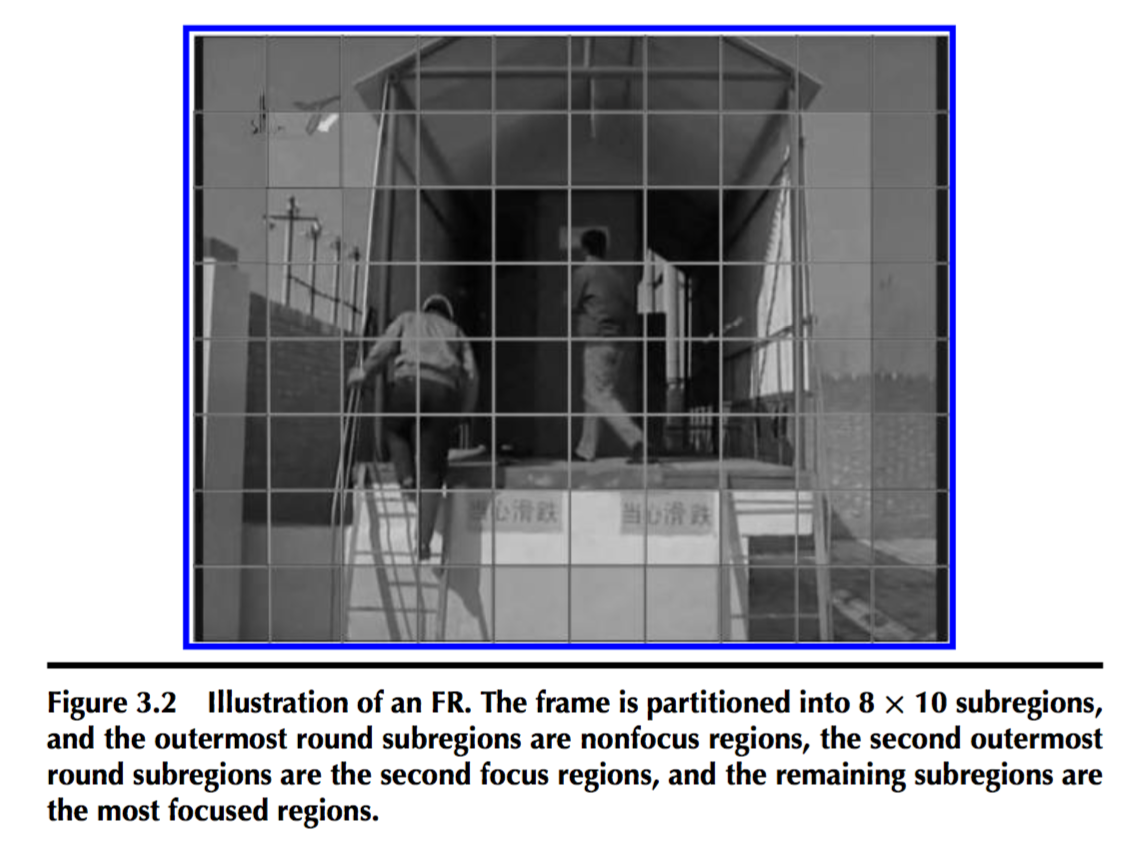 当心滑跌 当心滑跌
Figure 3.2 Illustration of an FR. The frame is partitioned into 8 × 10 subregions,
and the outermost round subregions are nonfocus regions, the second outermost
round subregions are the second focus regions, and the remaining subregions are
the most focused regions.